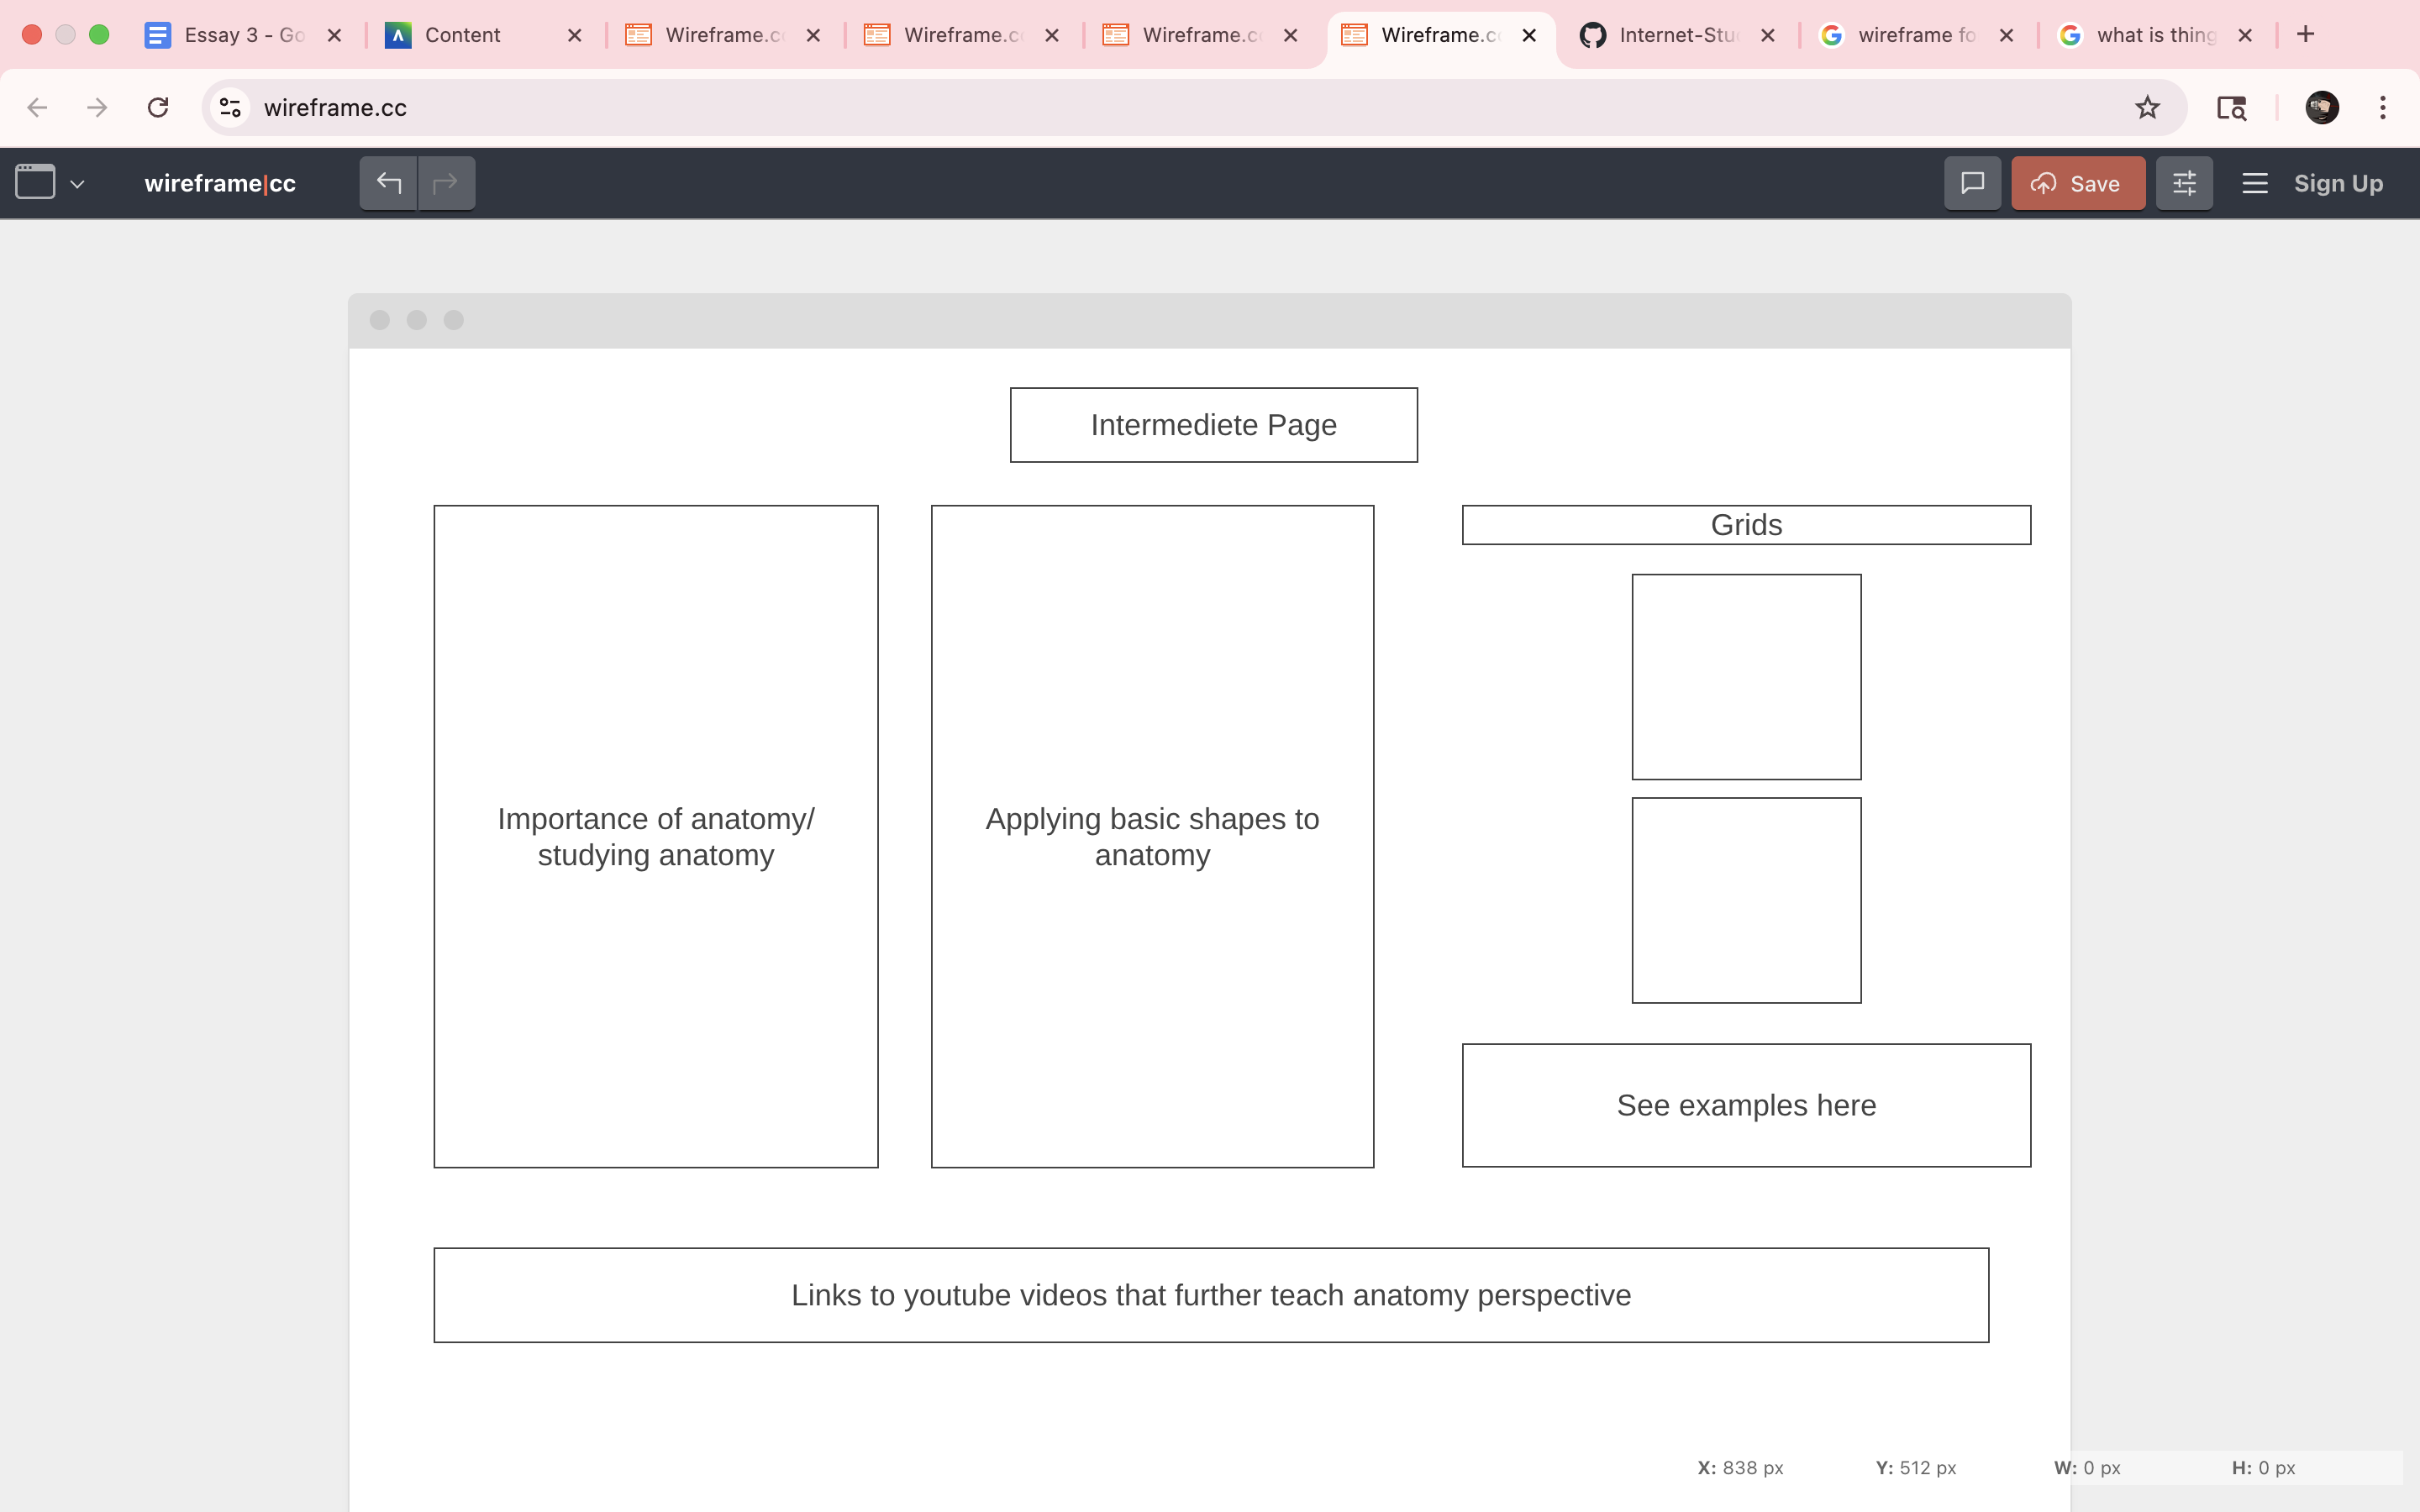 Essay 3 - Go
Content
Wireframe.c
Wireframe.c
Wireframe.c
Wireframe.c
Internet-Stu
wireframe fo
what is thing
wireframe.cc
wireframe|cc
Save
Sign Up
Intermediete Page
Grids
Importance of anatomy/
studying anatomy
Applying basic shapes to
anatomy
See examples here
Links to youtube videos that further teach anatomy perspective
X: 838 px Y: 512 px W: 0 px H: 0 px